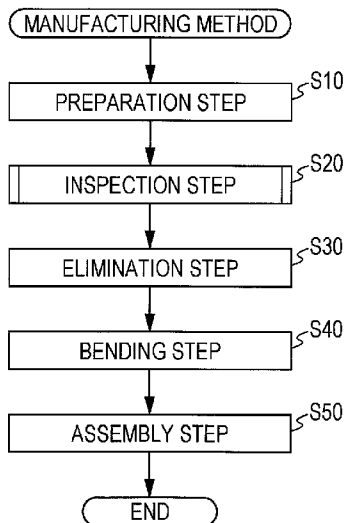 MANUFACTURING METHOD
S10
PREPARATION STEP
S20
INSPECTION STEP
S30
ELIMINATION STEP
S40
BENDING STEP
S50
ASSEMBLY STEP
END